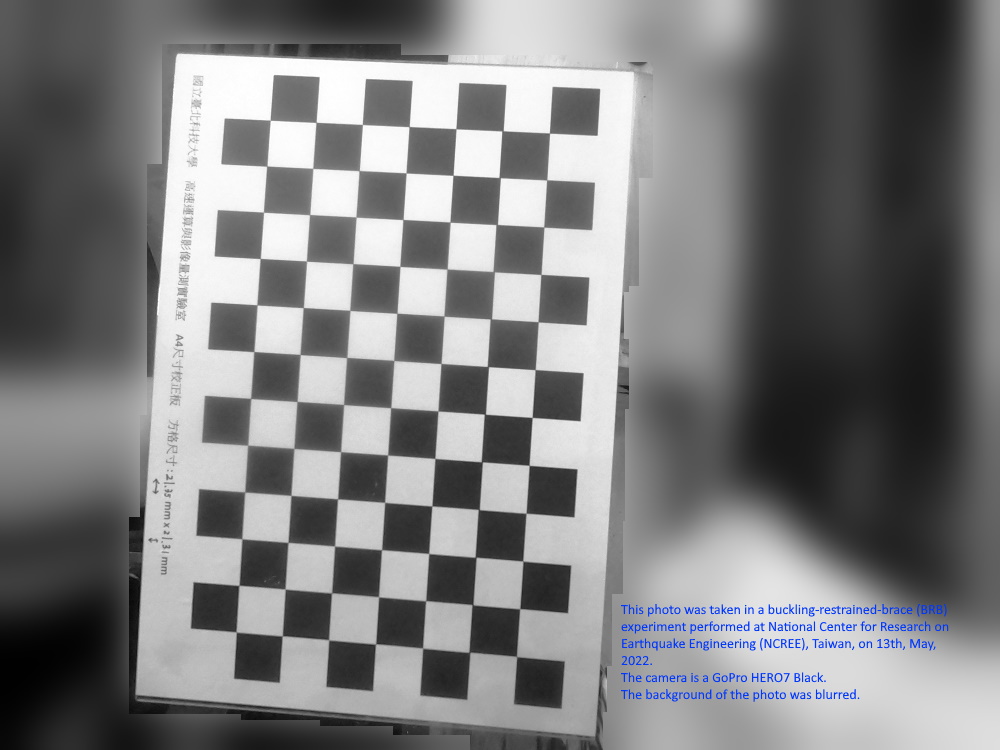 國立臺北科技大學 高速運算與影像量測實驗室 A4尺寸校正板 方格尺寸:21.35 mm x 21.31 mm
This photo was taken in a buckling-restrained-brace (BRB)
experiment performed at National Center for Research on
Earthquake Engineering (NCREE), Taiwan, on 13th, May,
2022.
The camera is a GoPro HERO7 Black.
The background of the photo was blurred.